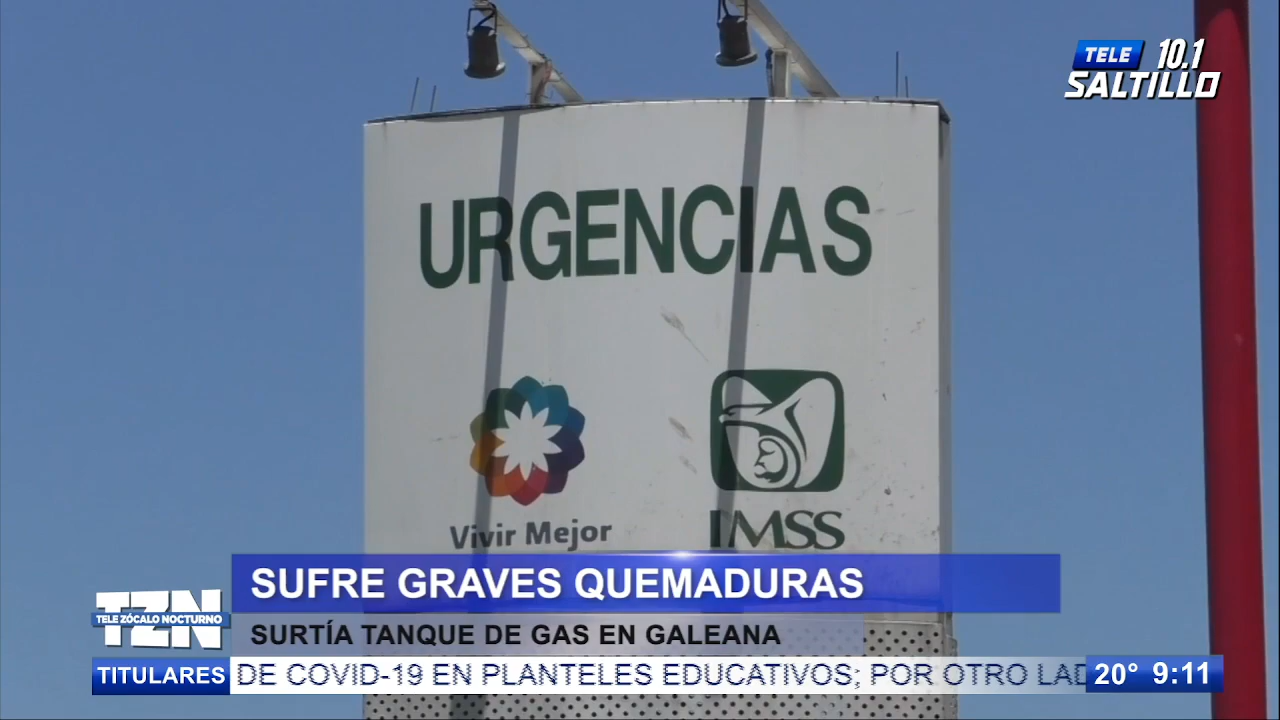 TELE 10.1
SALTILLO
URGENCIAS
Vivir Mejor
IMSS
SUFRE GRAVES QUEMADURAS
TZN
TELE ZÓCALO NOCTURNO
SURTÍA TANQUE DE GAS EN GALEANA
TITULARES DE COVID-19 EN PLANTELES EDUCATIVOS; POR OTRO LAD 20° 9:11